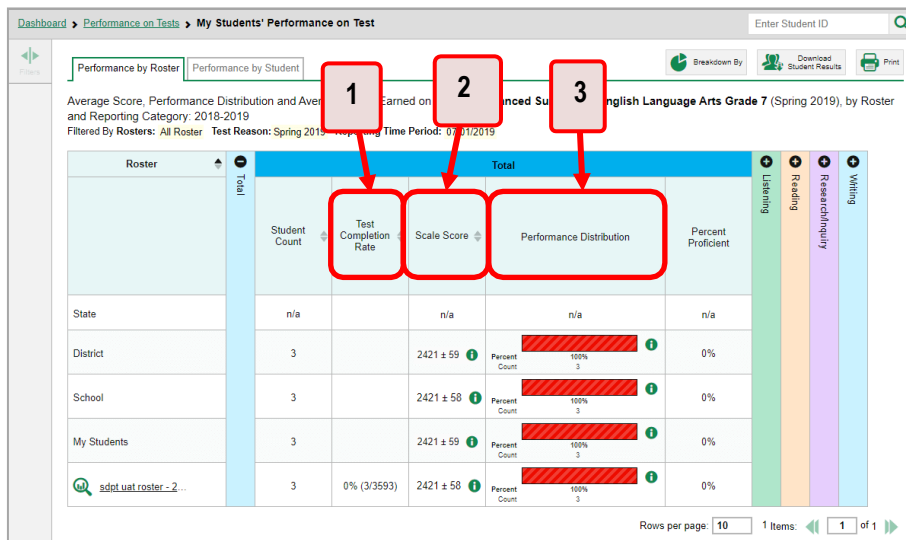 Dashboard > Performance on Tests > My Students' Performance on Test
Enter Student ID
Filters
Performance by Roster
Performance by Student
Breakdown By
Download
Student Results
Print
1
2
3
Average Score, Performance Distribution and Aver Earned on nced Su nglish Language Arts Grade 7 (Spring 2019), by Roster
and Reporting Category: 2018-2019
Filtered By Rosters: All Roster Test Reason: Spring 2019 Reporting Time Period: 07/01/2019
Roster
Total
Total
Student
Count
Test
Completion
Rate
Scale Score
Performance Distribution
Percent
Proficient
Listening
Reading
Research/Inquiry
Writing
State n/a n/a n/a n/a
District 3 2421 ± 59 Percent 100% 0%
Count 3
School 3 2421 ± 58 Percent 100% 0%
Count 3
My Students 3 2421 ± 59 Percent 100% 0%
Count 3
sdpt uat roster - 2... 3 0% (3/3593) 2421 ± 58 Percent 100% 0%
Count 3
Rows per page: 10 1 Items: 1 of 1